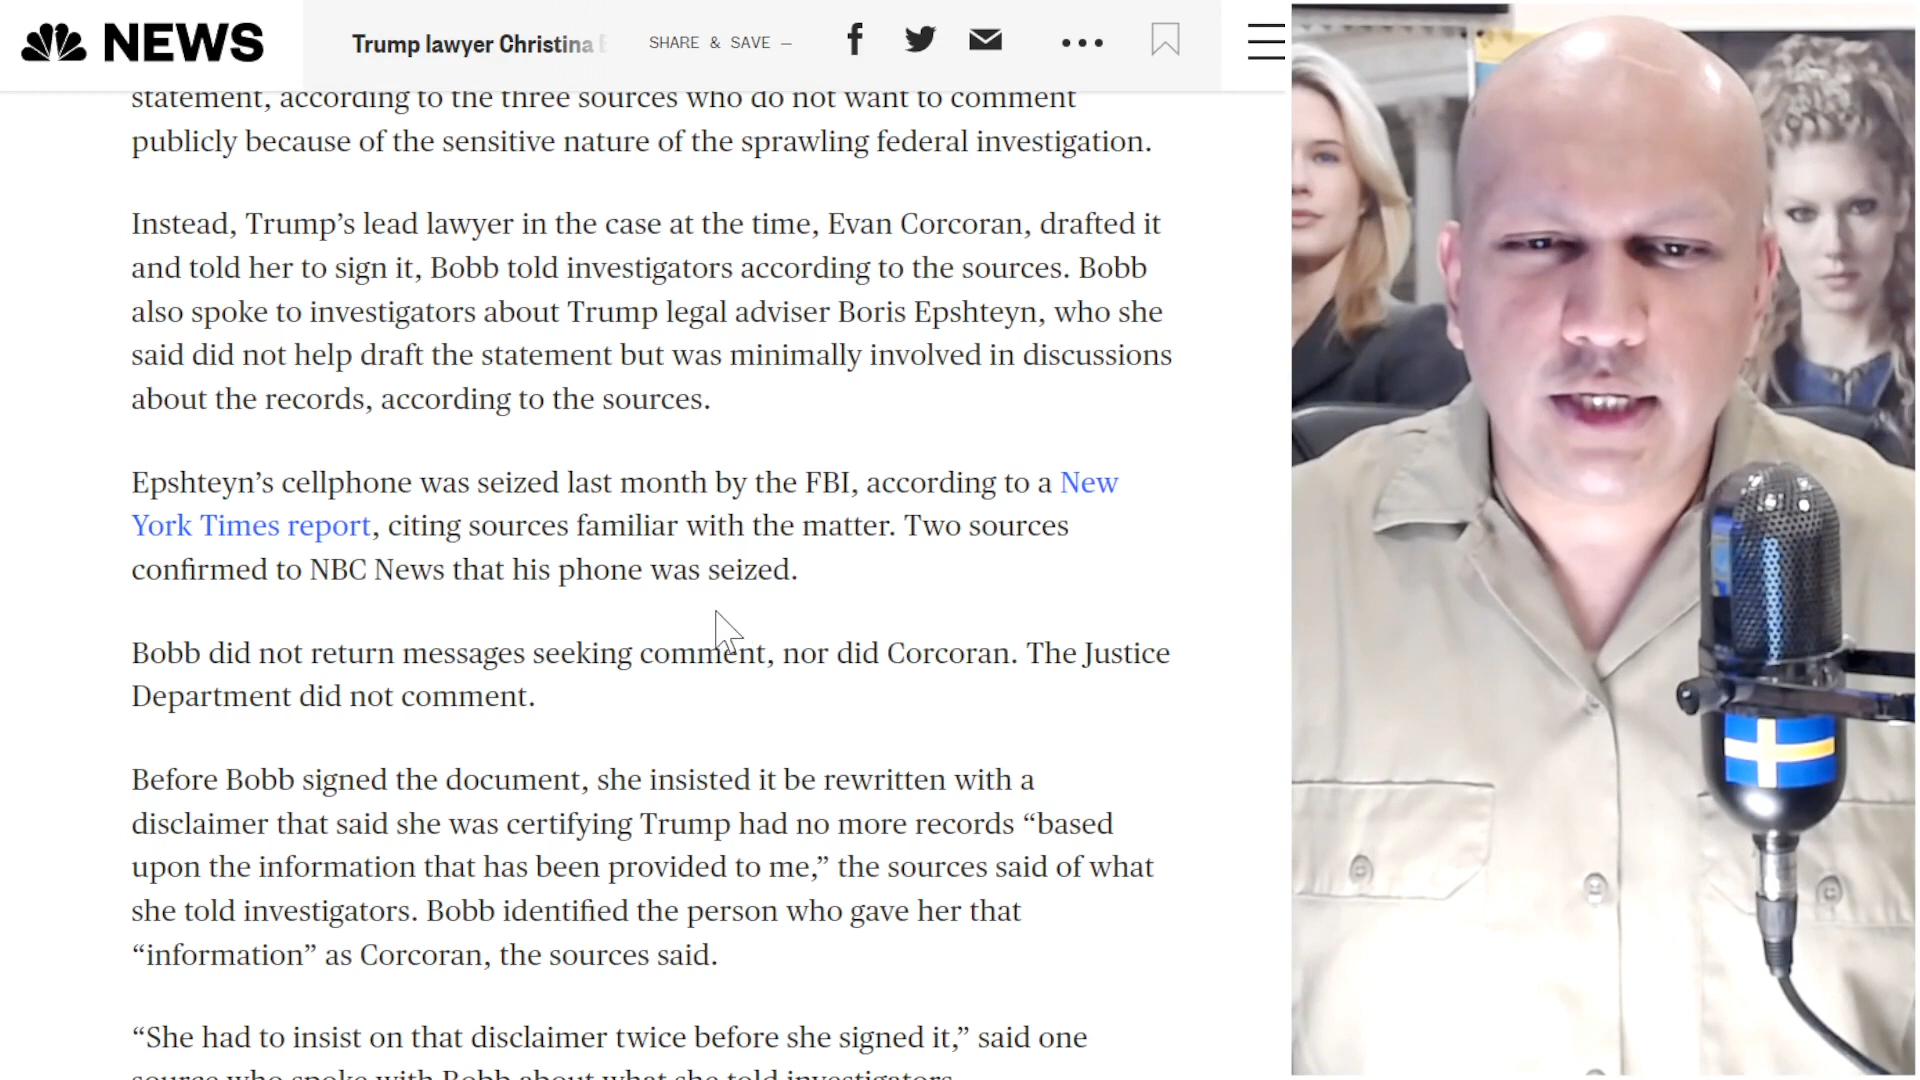 NEWS
Trump lawyer Christina
SHARE & SAVE —
statement, according to the three sources who do not want to comment
publicly because of the sensitive nature of the sprawling federal investigation.
Instead, Trump’s lead lawyer in the case at the time, Evan Corcoran, drafted it
and told her to sign it, Bobb told investigators according to the sources. Bobb
also spoke to investigators about Trump legal adviser Boris Epshteyn, who she
said did not help draft the statement but was minimally involved in discussions
about the records, according to the sources.
Epshteyn’s cellphone was seized last month by the FBI, according to a New
York Times report, citing sources familiar with the matter. Two sources
confirmed to NBC News that his phone was seized.
Bobb did not return messages seeking comment, nor did Corcoran. The Justice
Department did not comment.
Before Bobb signed the document, she insisted it be rewritten with a
disclaimer that said she was certifying Trump had no more records “based
upon the information that has been provided to me,” the sources said of what
she told investigators. Bobb identified the person who gave her that
“information” as Corcoran, the sources said.
“She had to insist on that disclaimer twice before she signed it,” said one
source who spoke with Bobb about what she told investigators.